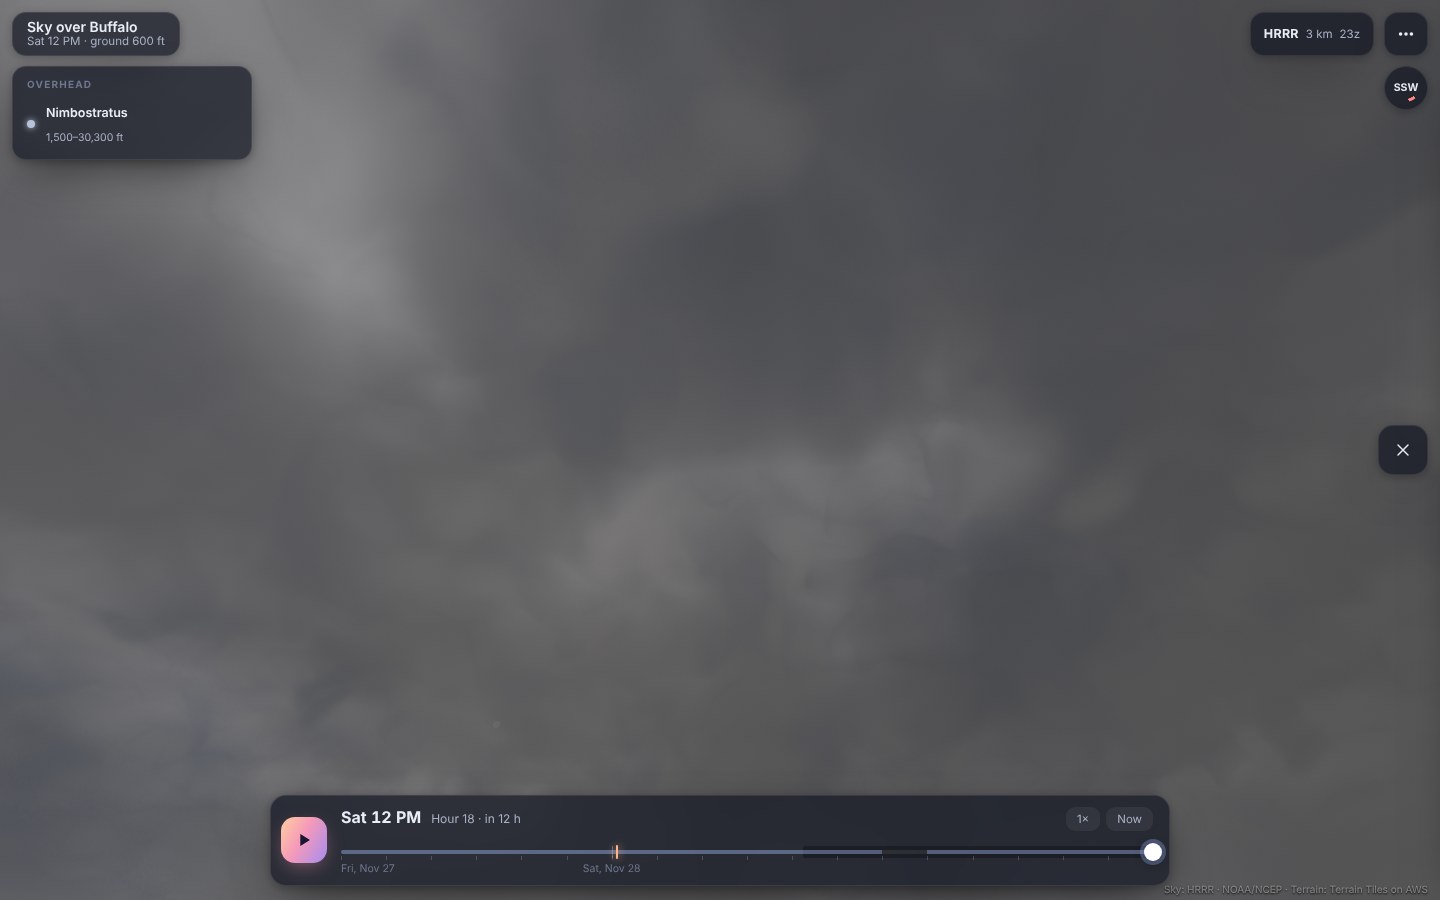 Sky over Buffalo
Sat 12 PM · ground 600 ft
HRRR 3 km 23z
SSW
OVERHEAD
Nimbostratus
1,500–30,300 ft
Sat 12 PM Hour 18 · in 12 h
1× Now
Fri, Nov 27 Sat, Nov 28
Sky: HRRR · NOAA/NCEP · Terrain: Terrain Tiles on AWS